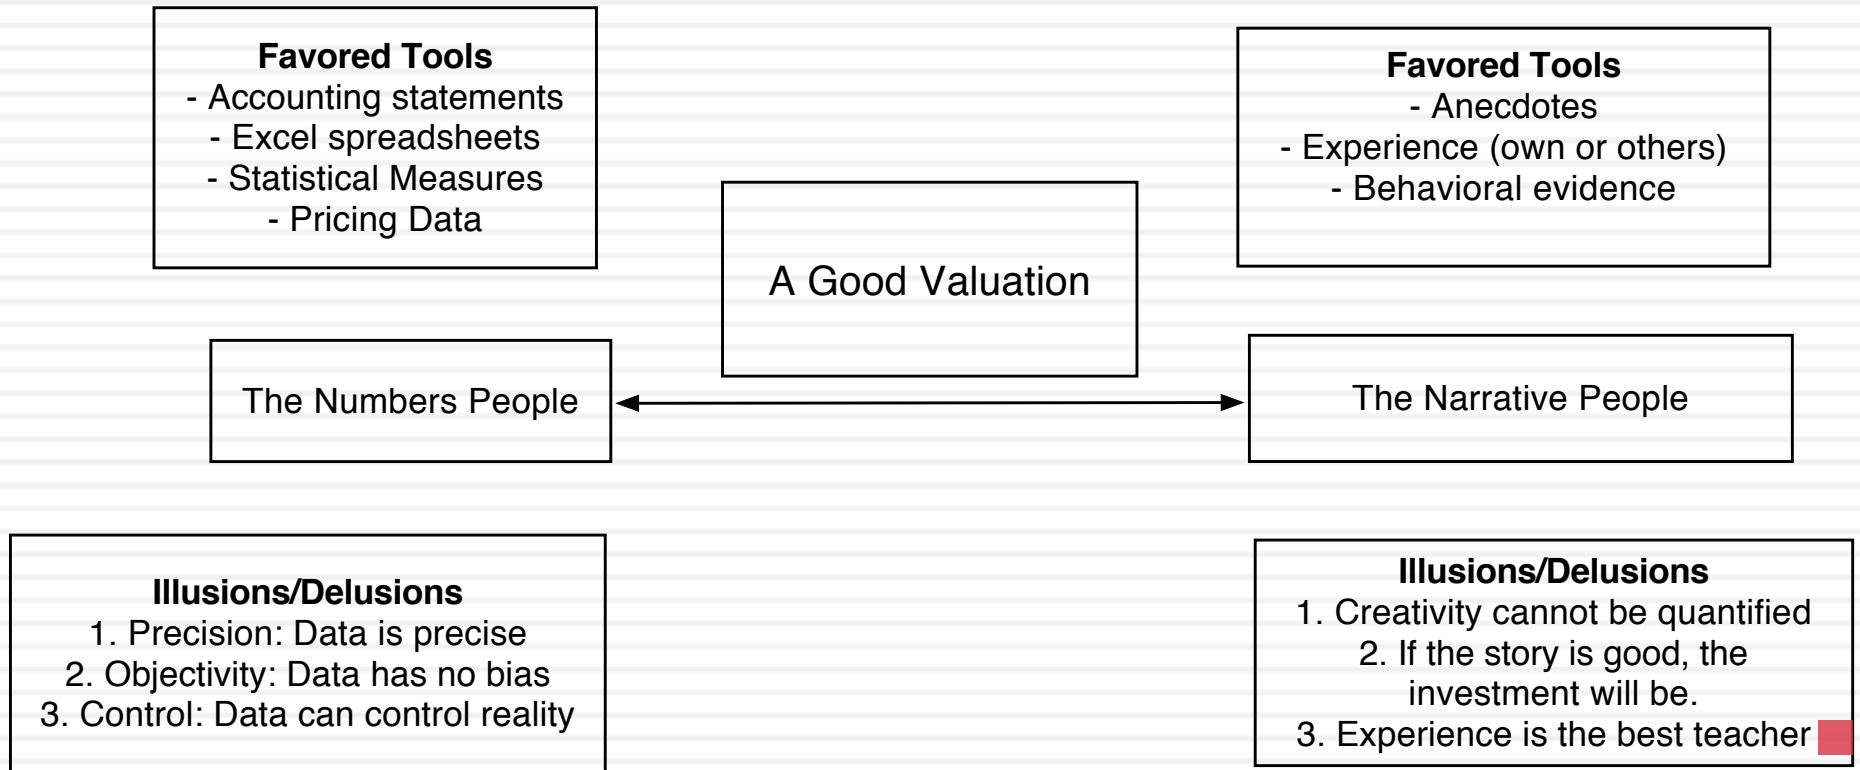 Favored Tools
- Accounting statements
- Excel spreadsheets
- Statistical Measures
- Pricing Data
Favored Tools
- Anecdotes
- Experience (own or others)
- Behavioral evidence
A Good Valuation
The Numbers People
The Narrative People
Illusions/Delusions
1. Precision: Data is precise
2. Objectivity: Data has no bias
3. Control: Data can control reality
Illusions/Delusions
1. Creativity cannot be quantified
2. If the story is good, the
investment will be.
3. Experience is the best teacher